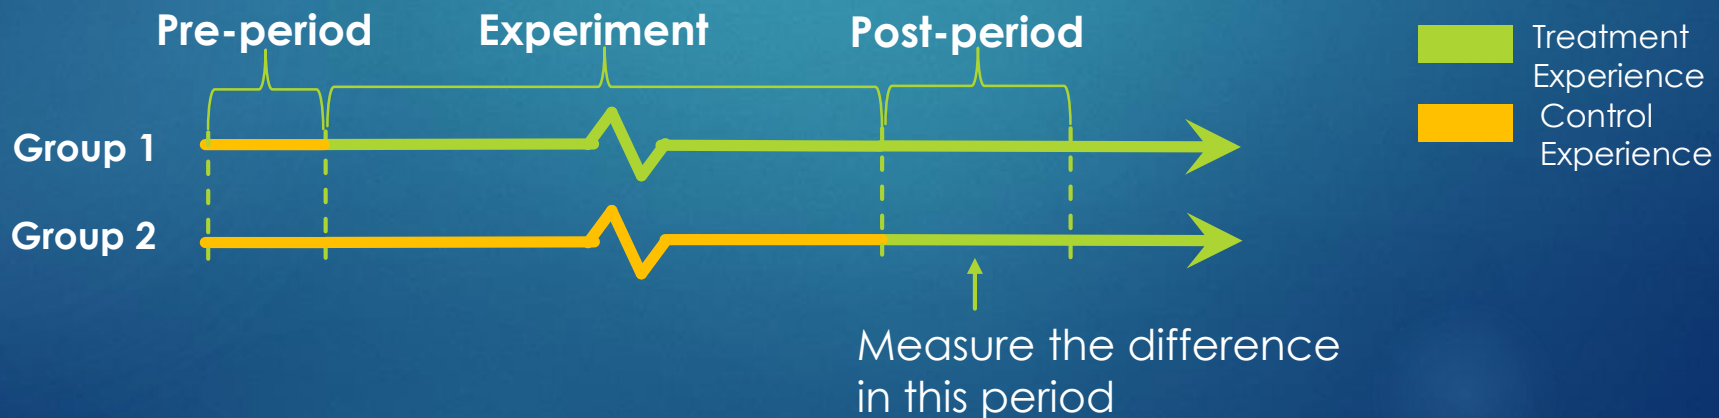 Pre-period
Experiment
Post-period
Treatment
Experience
Control
Experience
Group 1
Group 2
Measure the difference
in this period